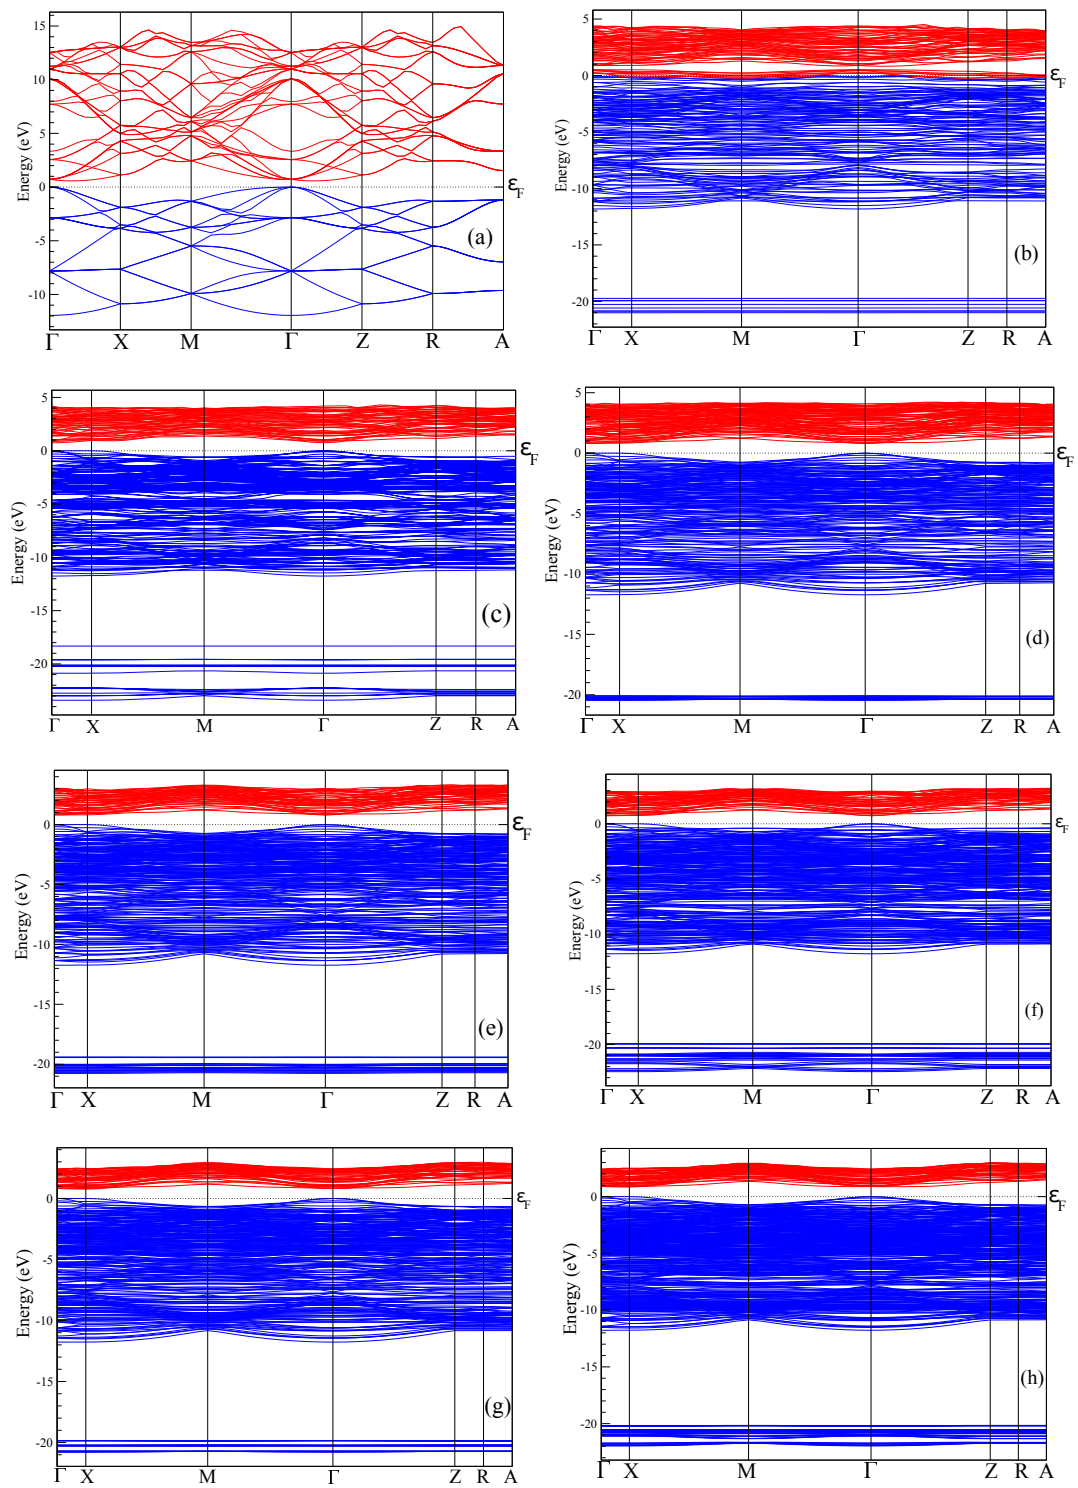 15
10
5
0
-5
-10
Energy (eV)
ε_F
(a)
Γ X M Γ Z R A
5
0
-5
-10
-15
-20
Energy (eV)
ε_F
(b)
Γ X M Γ Z R A
5
0
-5
-10
-15
-20
Energy (eV)
ε_F
(c)
Γ X M Γ Z R A
5
0
-5
-10
-15
-20
Energy (eV)
ε_F
(d)
Γ X M Γ Z R A
0
-5
-10
-15
-20
Energy (eV)
ε_F
(e)
Γ X M Γ Z R A
0
-5
-10
-15
-20
Energy (eV)
ε_F
(f)
Γ X M Γ Z R A
0
-5
-10
-15
-20
Energy (eV)
ε_F
(g)
Γ X M Γ Z R A
0
-5
-10
-15
-20
Energy (eV)
ε_F
(h)
Γ X M Γ Z R A